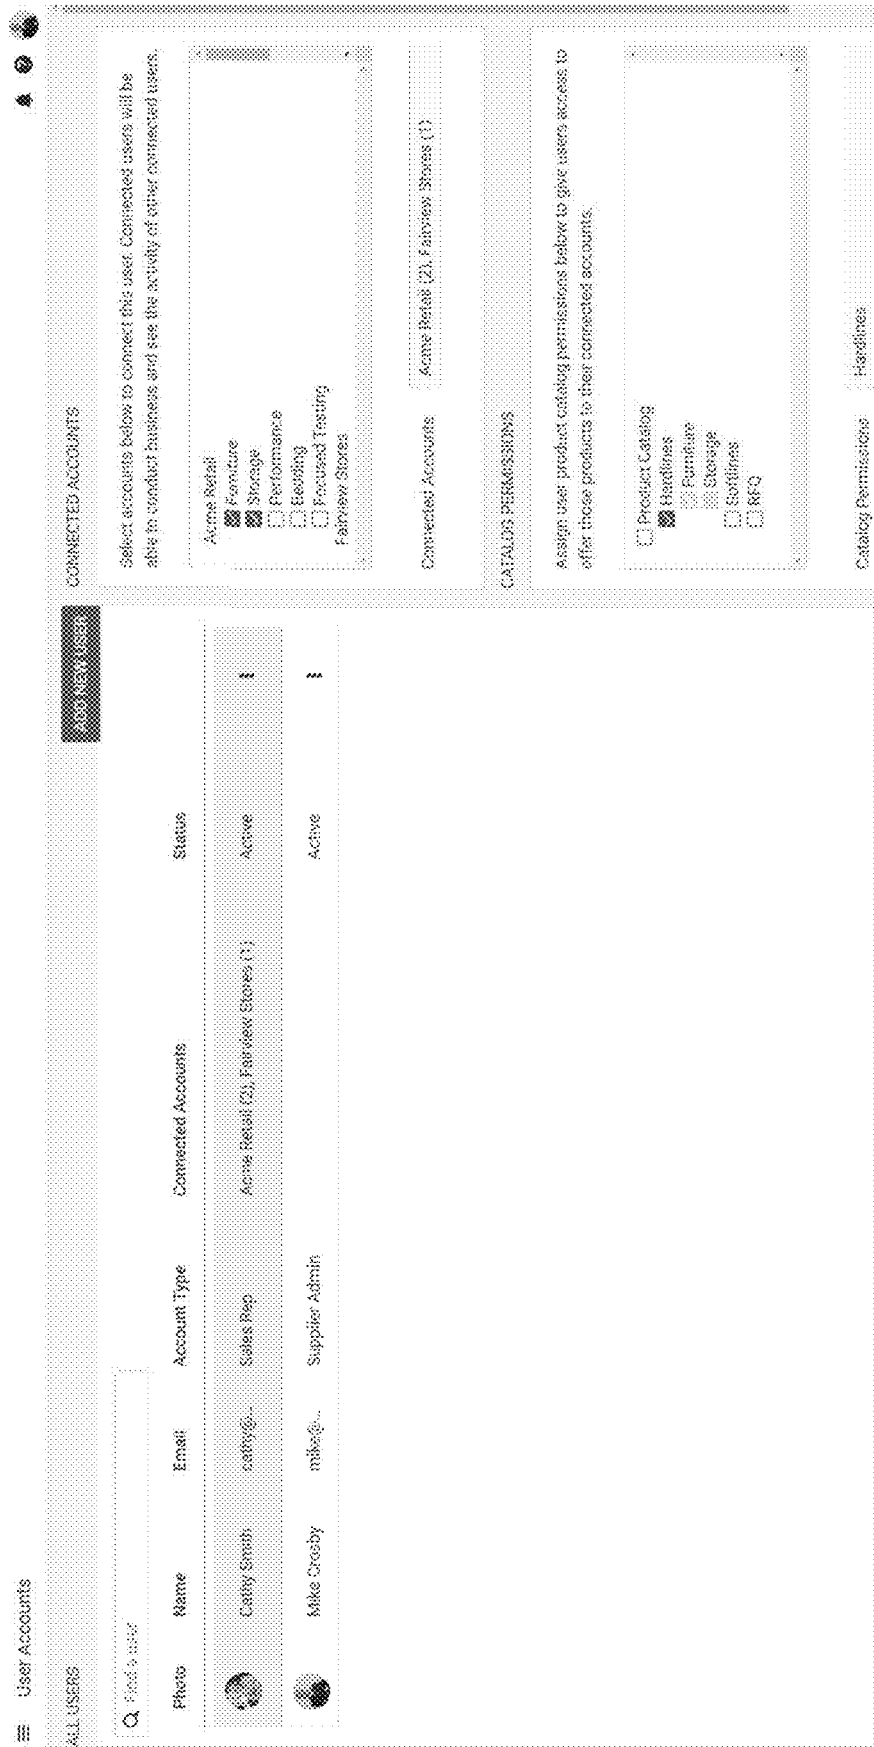 User Accounts
ALL USERS
ADD NEW USER
Find a user
Photo Name Email Account Type Connected Accounts Status
Cathy Smith cathy@... Sales Rep Acme Retail (2), Fairview Stores (1) Active
Mike Crosby mike@... Supplier Admin Active
CONNECTED ACCOUNTS
Select accounts below to connect this user. Connected users will be
able to conduct business and see the activity of other connected users.
Acme Retail
Furniture
Storage
Performance
Bedding
Focused Testing
Fairview Stores
Connected Accounts Acme Retail (2), Fairview Stores (1)
CATALOG PERMISSIONS
Assign user product catalog permissions below to give users access to
offer those products to their connected accounts.
Product Catalog
Hardlines
Furniture
Storage
Softlines
RFQ
Catalog Permissions Hardlines